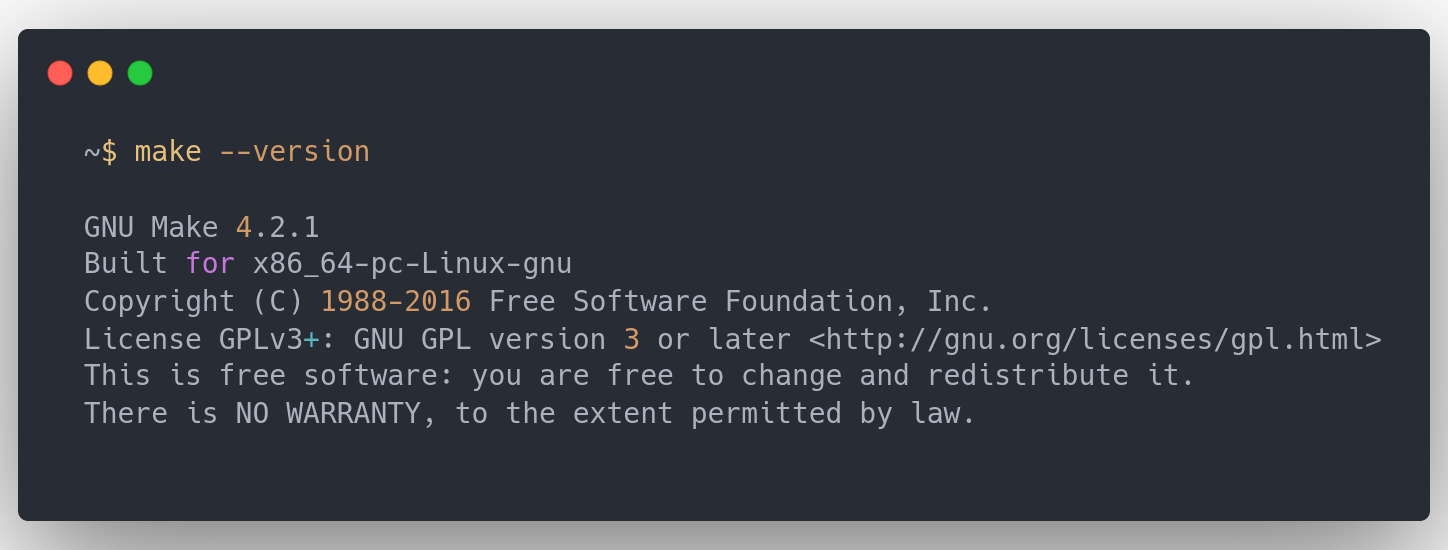 ~$ make --version
GNU Make 4.2.1
Built for x86_64-pc-Linux-gnu
Copyright (C) 1988-2016 Free Software Foundation, Inc.
License GPLv3+: GNU GPL version 3 or later <http://gnu.org/licenses/gpl.html>
This is free software: you are free to change and redistribute it.
There is NO WARRANTY, to the extent permitted by law.